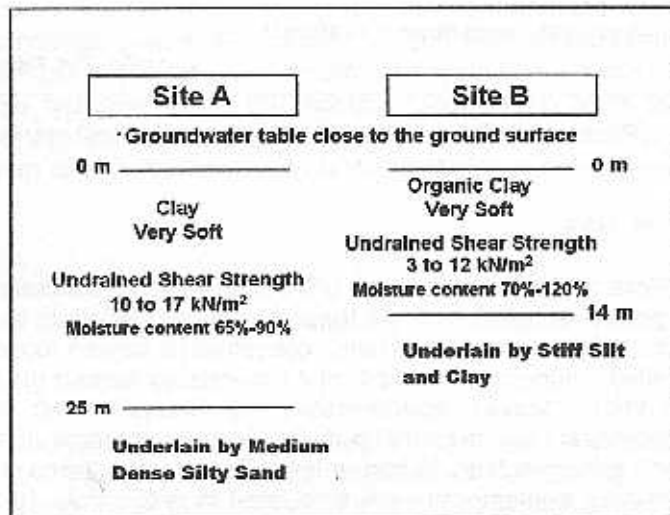 Site A
Site B
*Groundwater table close to the ground surface
0 m
0 m
Clay
Very Soft
Undrained Shear Strength
10 to 17 kN/m²
Moisture content 65%-90%
25 m
Underlain by Medium
Dense Silty Sand
Organic Clay
Very Soft
Undrained Shear Strength
3 to 12 kN/m²
Moisture content 70%-120%
14 m
Underlain by Stiff Silt
and Clay